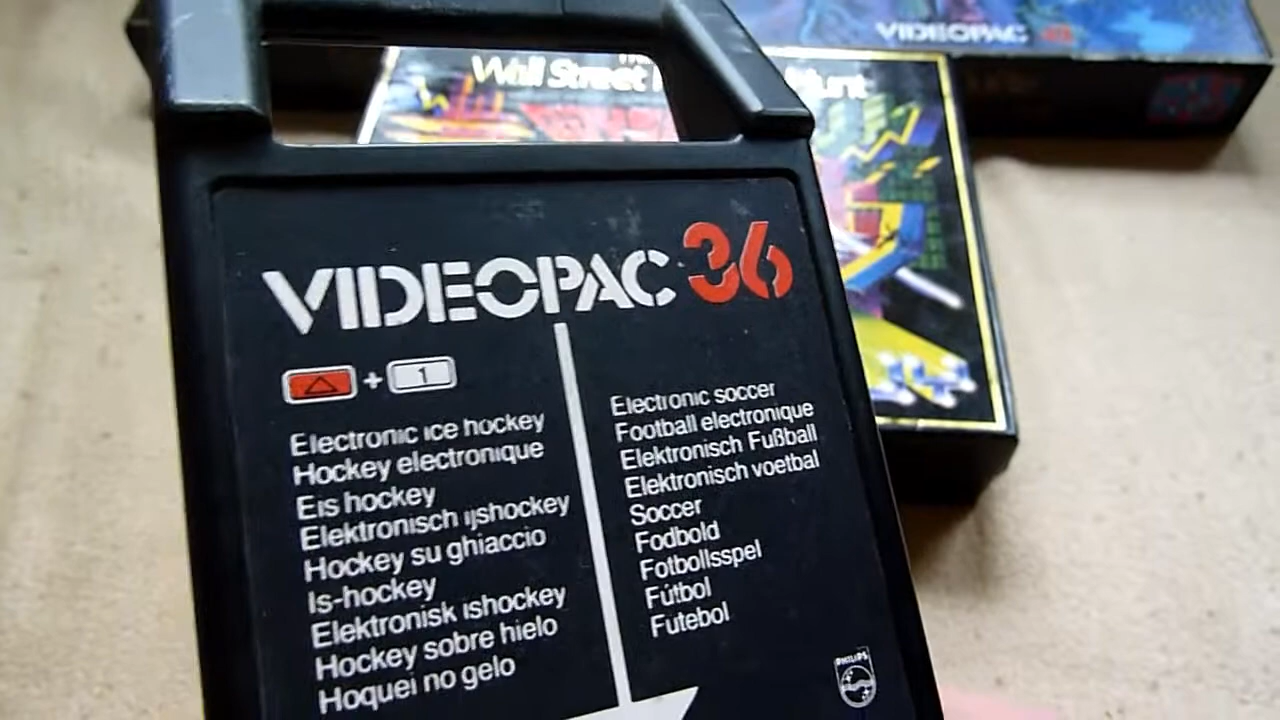 VIDEOPAC
Wall Street
Hunt
VIDEOPAC 36
+ 1
Electronic ice hockey
Hockey electronique
Eis hockey
Elektronisch ijshockey
Hockey su ghiaccio
Is-hockey
Elektronisk ishockey
Hockey sobre hielo
Hoquei no gelo
Electronic soccer
Football electronique
Elektronisch Fußball
Elektronisch voetbal
Soccer
Fodbold
Fotbollsspel
Fútbol
Futebol
PHILIPS